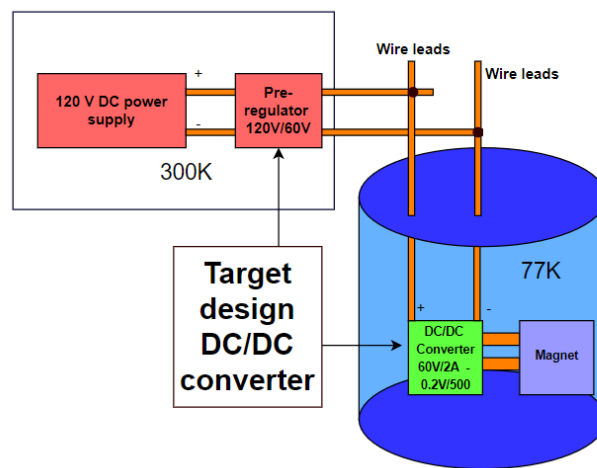 Wire leads
Wire leads
+
120 V DC power
supply
-
Pre-
regulator
120V/60V
300K
77K
Target
design
DC/DC
converter
+
-
DC/DC
Converter
60V/2A -
0.2V/500
Magnet